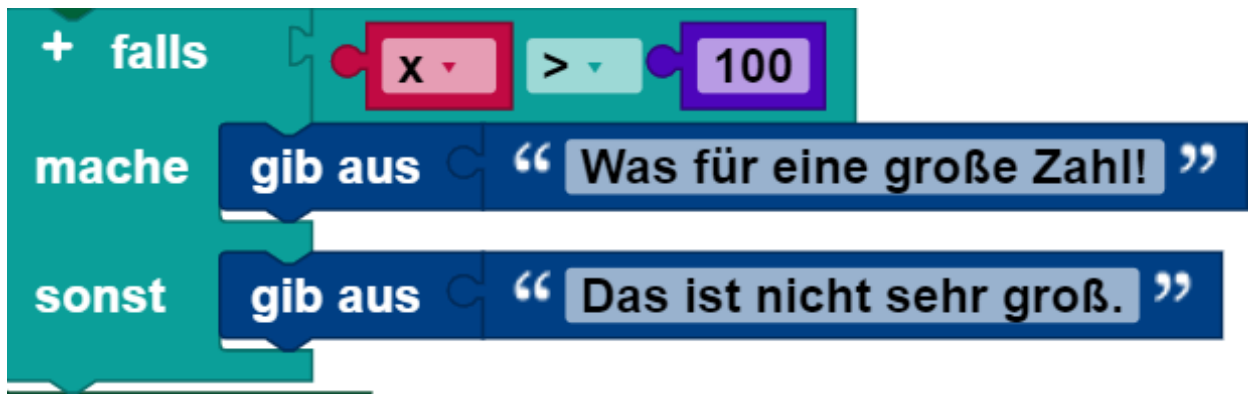 + falls x > 100
mache gib aus “ Was für eine große Zahl! ”
sonst gib aus “ Das ist nicht sehr groß. ”